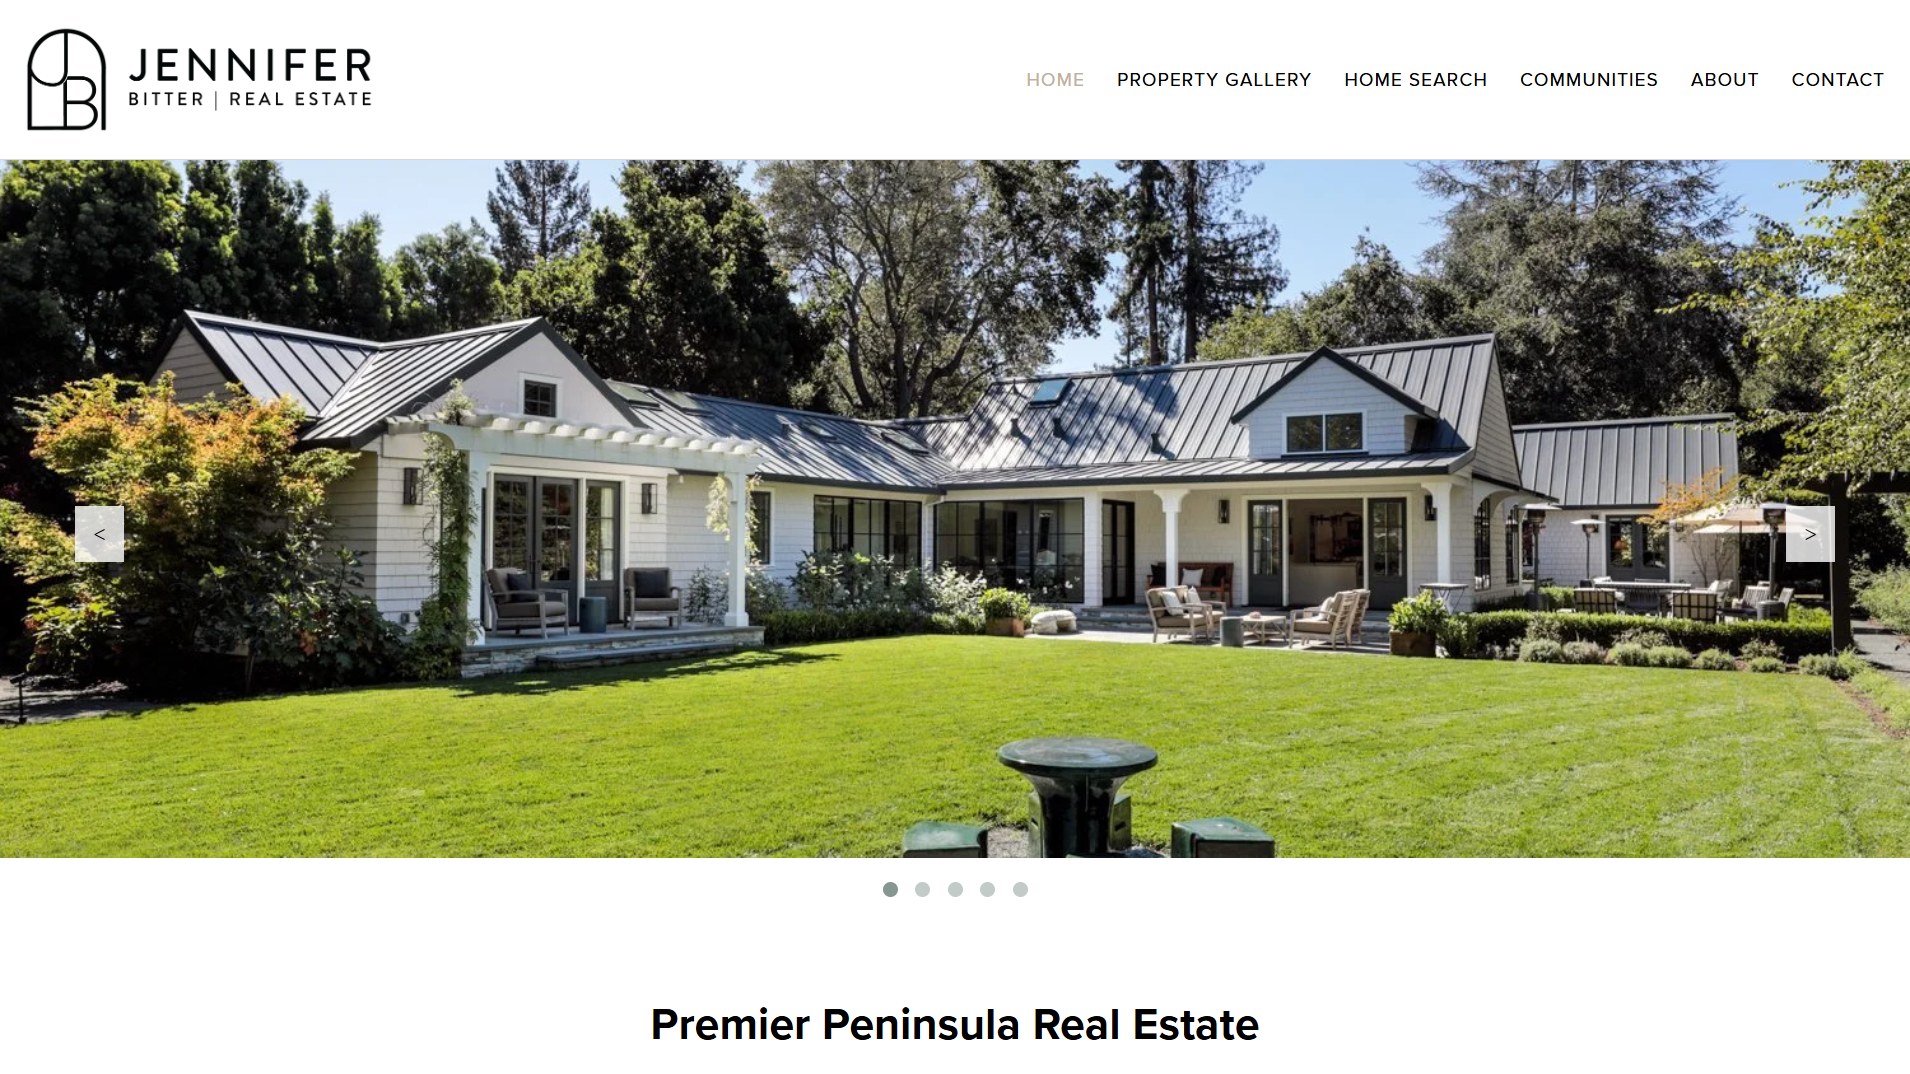 JENNIFER
BITTER | REAL ESTATE
HOME
PROPERTY GALLERY
HOME SEARCH
COMMUNITIES
ABOUT
CONTACT
<
>
Premier Peninsula Real Estate